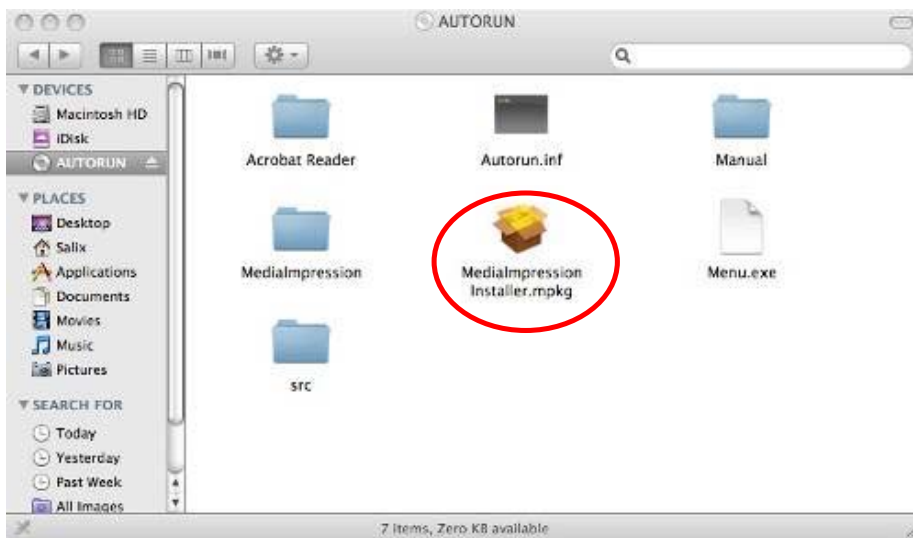 AUTORUN
DEVICES
Macintosh HD
iDisk
AUTORUN
PLACES
Desktop
Salix
Applications
Documents
Movies
Music
Pictures
SEARCH FOR
Today
Yesterday
Past Week
All Images
Acrobat Reader
Autorun.inf
Manual
MediaImpression
MediaImpression
Installer.mpkg
Menu.exe
src
7 items, Zero KB available